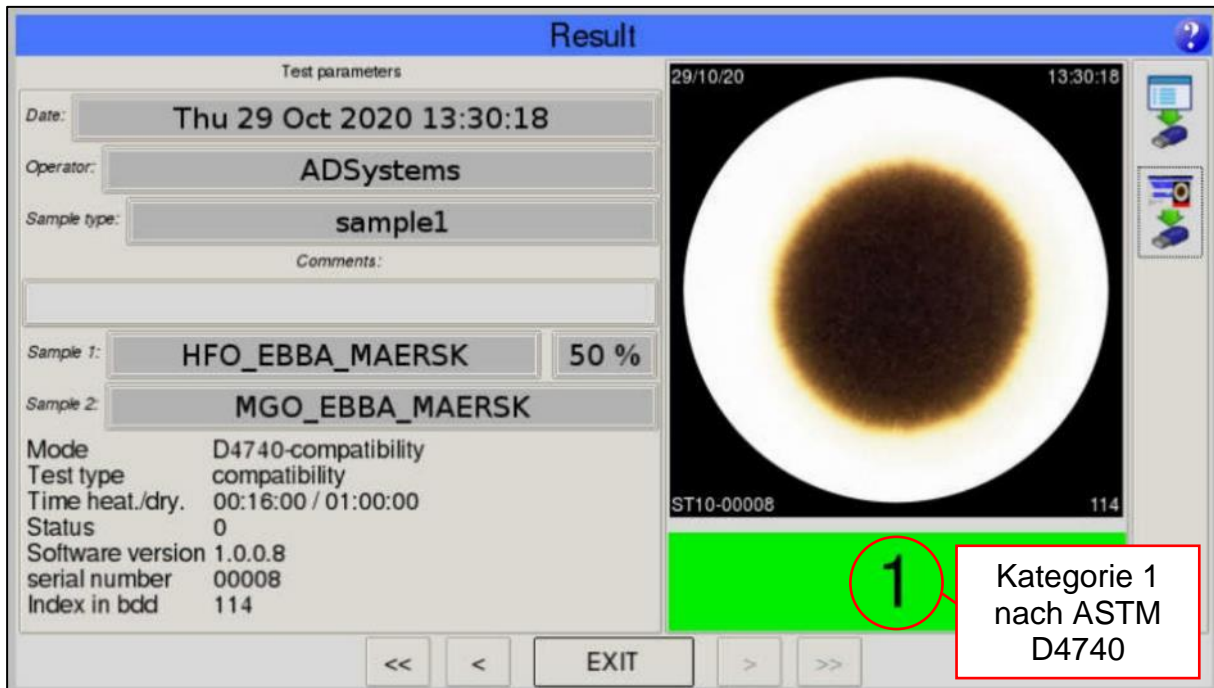 Result
?
Test parameters
Date: Thu 29 Oct 2020 13:30:18
Operator: ADSystems
Sample type: sample1
Comments:
Sample 1: HFO_EBBA_MAERSK 50 %
Sample 2: MGO_EBBA_MAERSK
Mode D4740-compatibility
Test type compatibility
Time heat./dry. 00:16:00 / 01:00:00
Status 0
Software version 1.0.0.8
serial number 00008
Index in bdd 114
29/10/20 13:30:18
ST10-00008 114
1
Kategorie 1
nach ASTM
D4740
<< < EXIT > >>